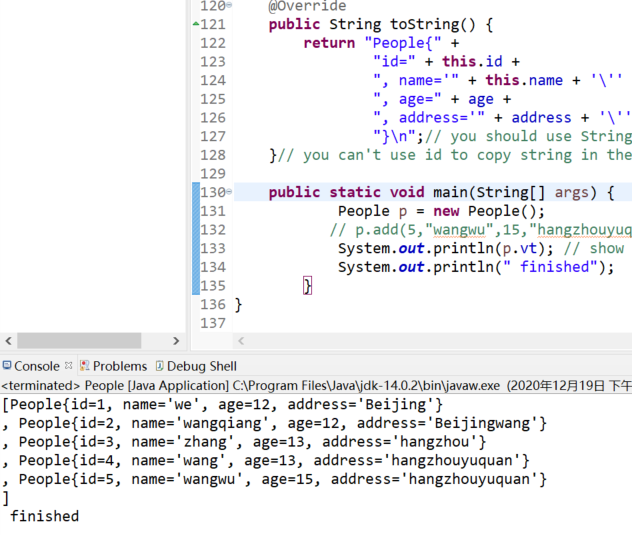 120 @Override
121 public String toString() {
122 return "People{" +
123 "id=" + this.id +
124 ", name='" + this.name + '\''
125 ", age=" + age +
126 ", address='" + address + '\''
127 "}\n";// you should use String
128 }// you can't use id to copy string in the
129
130 public static void main(String[] args) {
131 People p = new People();
132 // p.add(5,"wangwu",15,"hangzhouyuq
133 System.out.println(p.vt); // show
134 System.out.println(" finished");
135 }
136 }
137
Console Problems Debug Shell
<terminated> People [Java Application] C:\Program Files\Java\jdk-14.0.2\bin\javaw.exe (2020年12月19日 下午
[People{id=1, name='we', age=12, address='Beijing'}
, People{id=2, name='wangqiang', age=12, address='Beijingwang'}
, People{id=3, name='zhang', age=13, address='hangzhou'}
, People{id=4, name='wang', age=13, address='hangzhouyuquan'}
, People{id=5, name='wangwu', age=15, address='hangzhouyuquan'}
]
finished